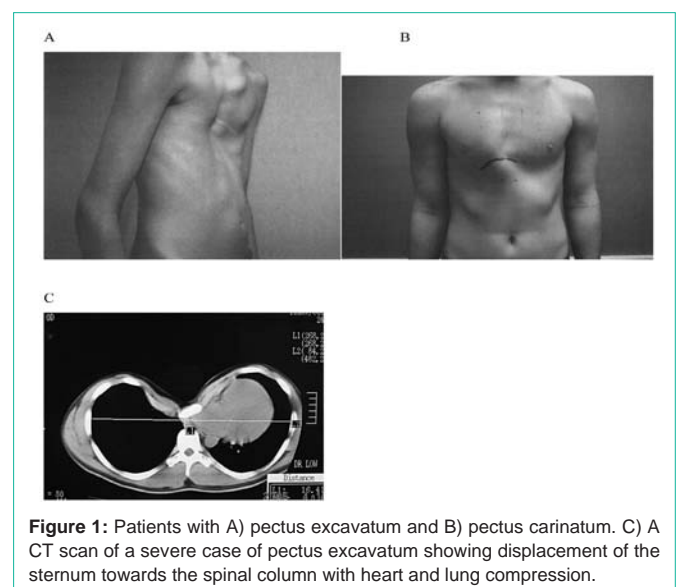 A
B
C
DR LOW
Distance
Figure 1: Patients with A) pectus excavatum and B) pectus carinatum. C) A
CT scan of a severe case of pectus excavatum showing displacement of the
sternum towards the spinal column with heart and lung compression.